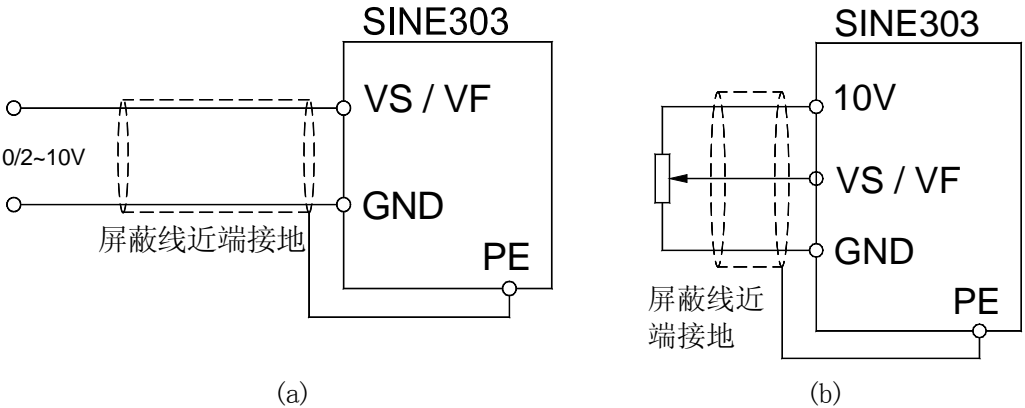 SINE303
VS / VF
0/2~10V
GND
屏蔽线近端接地
PE
(a)
SINE303
10V
VS / VF
GND
屏蔽线近
端接地
PE
(b)